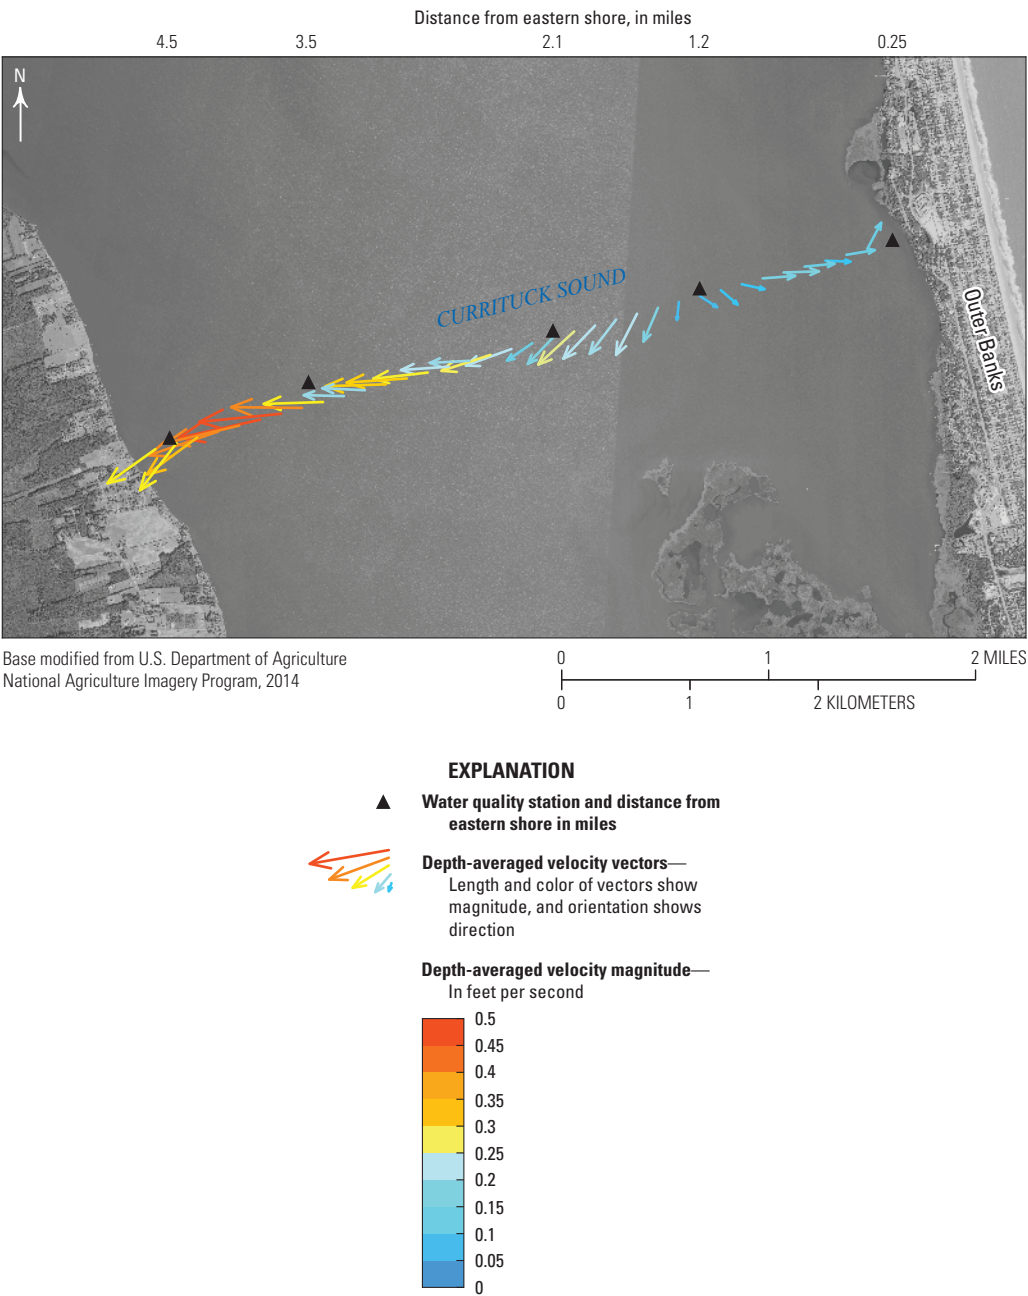 Distance from eastern shore, in miles
4.5 3.5 2.1 1.2 0.25
N
CURRITUCK SOUND
Outer Banks
Base modified from U.S. Department of Agriculture
National Agriculture Imagery Program, 2014
0 1 2 MILES
0 1 2 KILOMETERS
EXPLANATION
Water quality station and distance from
eastern shore in miles
Depth-averaged velocity vectors—
Length and color of vectors show
magnitude, and orientation shows
direction
Depth-averaged velocity magnitude—
In feet per second
0.5
0.45
0.4
0.35
0.3
0.25
0.2
0.15
0.1
0.05
0